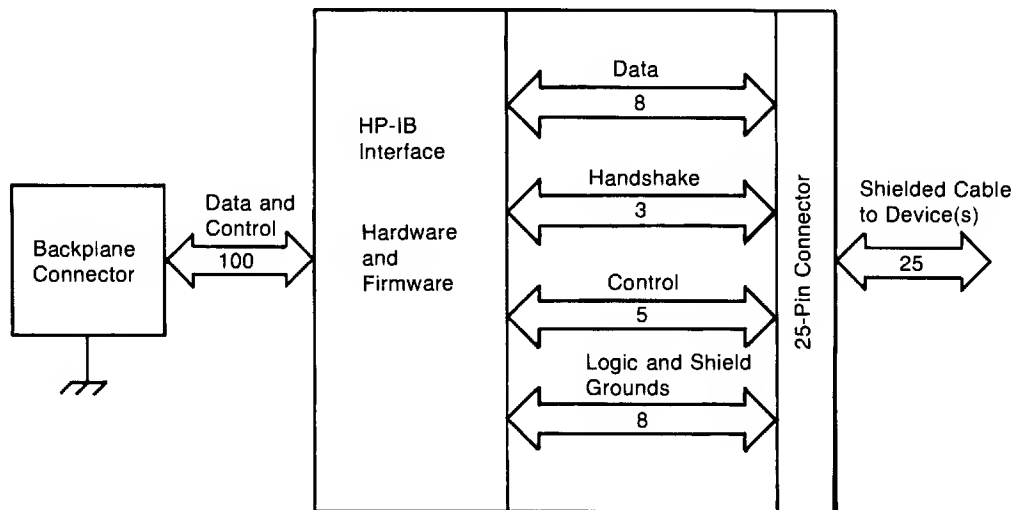 Backplane
Connector
Data and
Control
100
HP-IB
Interface
Hardware
and
Firmware
Data
8
Handshake
3
Control
5
Logic and Shield
Grounds
8
25-Pin Connector
Shielded Cable
to Device(s)
25